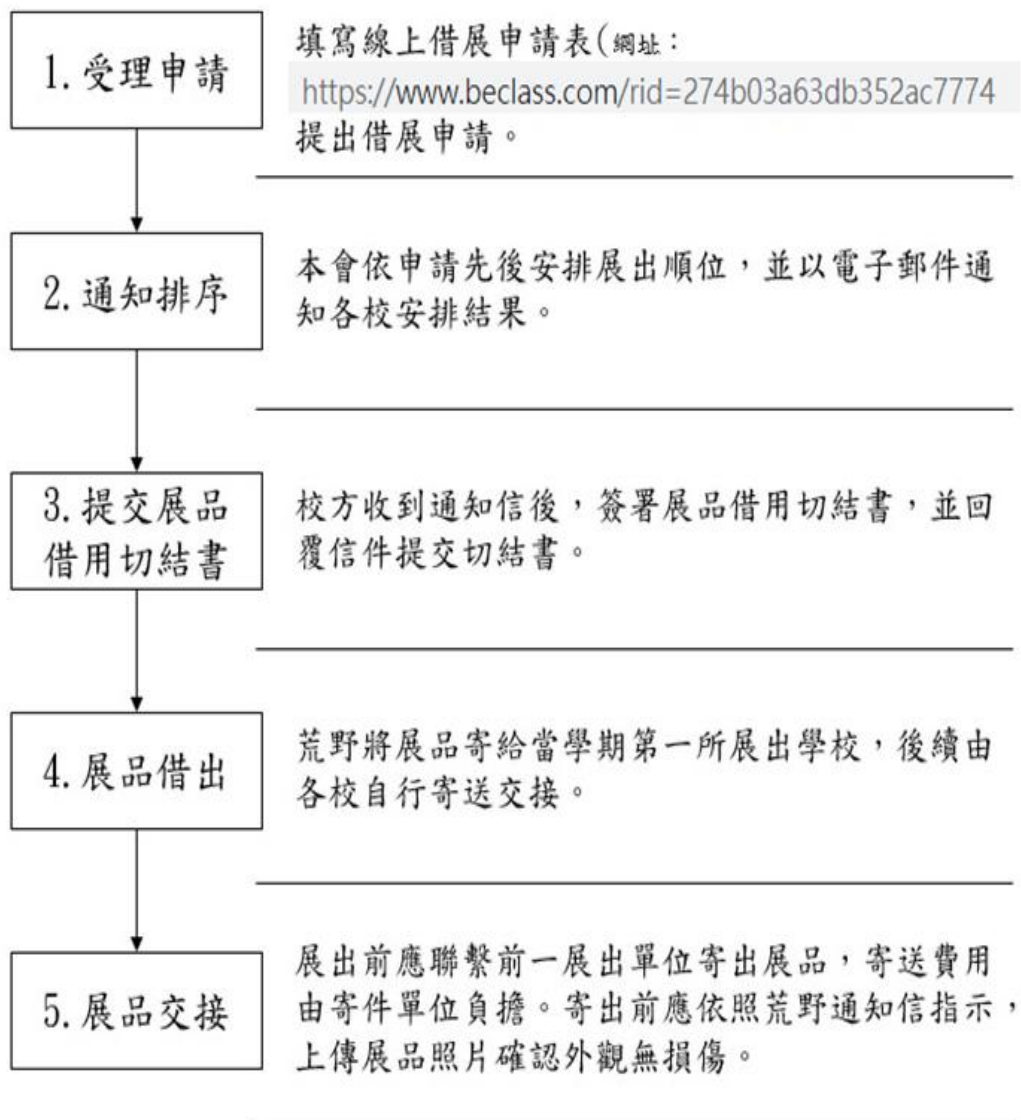 1.受理申請
填寫線上借展申請表(網址：
https://www.beclass.com/rid=274b03a63db352ac7774
提出借展申請。
2.通知排序
本會依申請先後安排展出順位，並以電子郵件通
知各校安排結果。
3.提交展品
借用切結書
校方收到通知信後，簽署展品借用切結書，並回
覆信件提交切結書。
4.展品借出
荒野將展品寄給當學期第一所展出學校，後續由
各校自行寄送交接。
5.展品交接
展出前應聯繫前一展出單位寄出展品，寄送費用
由寄件單位負擔。寄出前應依照荒野通知信指示，
上傳展品照片確認外觀無損傷。